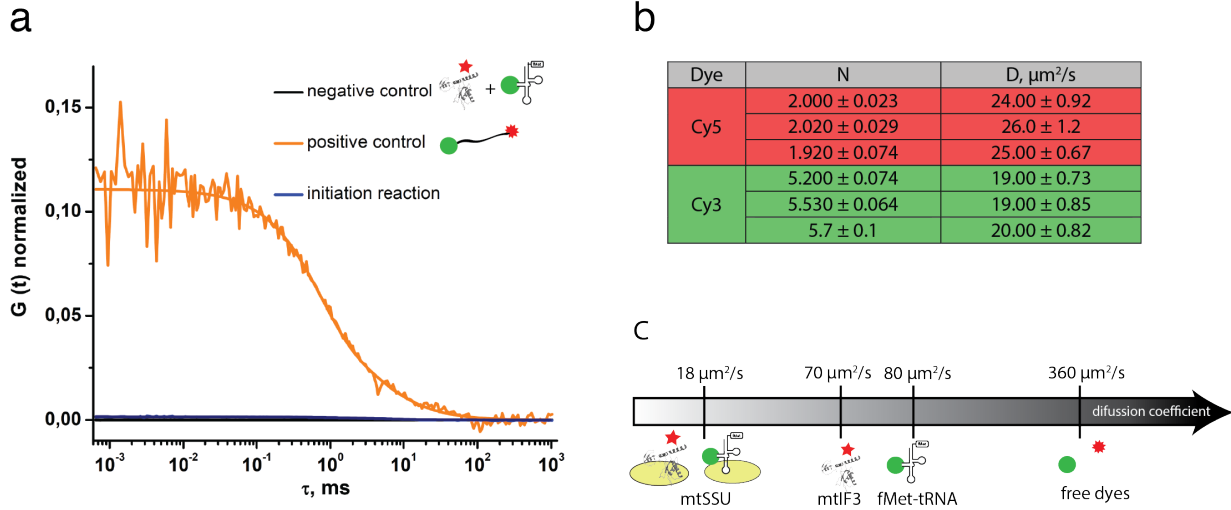 a
G (t) normalized
0,15
0,10
0,05
0,00
negative control
+
positive control
initiation reaction
10-3
10-2
10-1
100
101
102
103
τ, ms
b
Dye N D, μm²/s
Cy5
2.000 ± 0.023 24.00 ± 0.92
2.020 ± 0.029 26.0 ± 1.2
1.920 ± 0.074 25.00 ± 0.67
Cy3
5.200 ± 0.074 19.00 ± 0.73
5.530 ± 0.064 19.00 ± 0.85
5.7 ± 0.1 20.00 ± 0.82
C
18 μm²/s 70 μm²/s 80 μm²/s 360 μm²/s
difussion coefficient
mtSSU mtIF3 fMet-tRNA free dyes